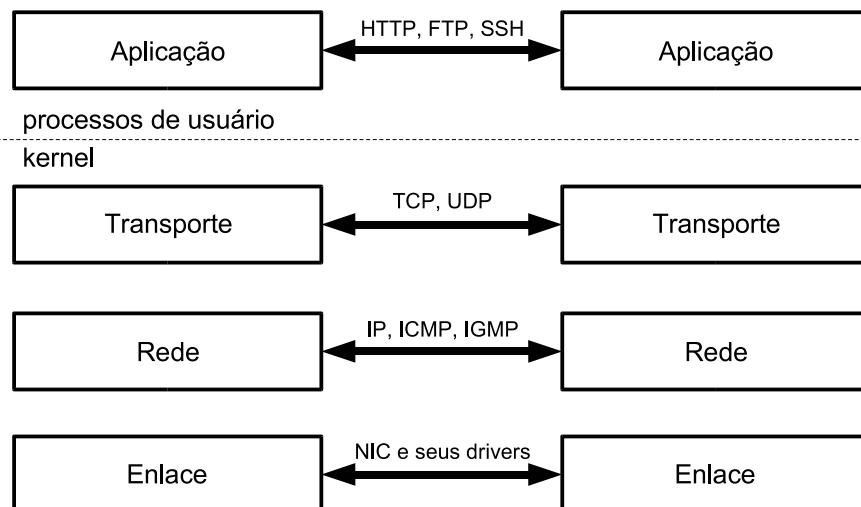 Aplicação
HTTP, FTP, SSH
Aplicação
processos de usuário
kernel
Transporte
TCP, UDP
Transporte
Rede
IP, ICMP, IGMP
Rede
Enlace
NIC e seus drivers
Enlace